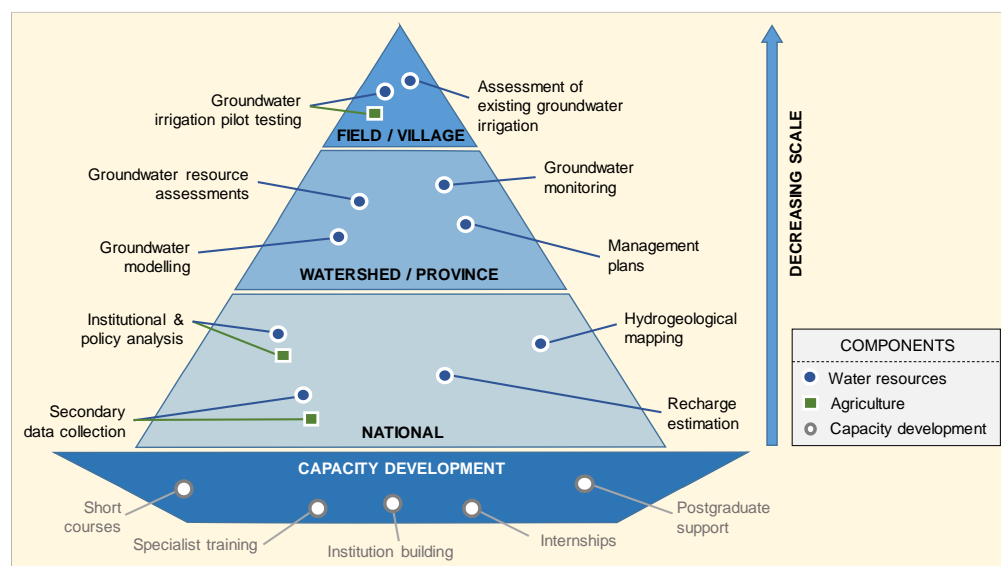 Groundwater
irrigation pilot testing
Assessment of
existing groundwater
irrigation
FIELD / VILLAGE
Groundwater resource
assessments
Groundwater
monitoring
Groundwater
modelling
Management
plans
WATERSHED / PROVINCE
Institutional &
policy analysis
Hydrogeological
mapping
Secondary
data collection
Recharge
estimation
NATIONAL
CAPACITY DEVELOPMENT
Short
courses
Specialist training
Institution building
Internships
Postgraduate
support
DECREASING SCALE
COMPONENTS
Water resources
Agriculture
Capacity development